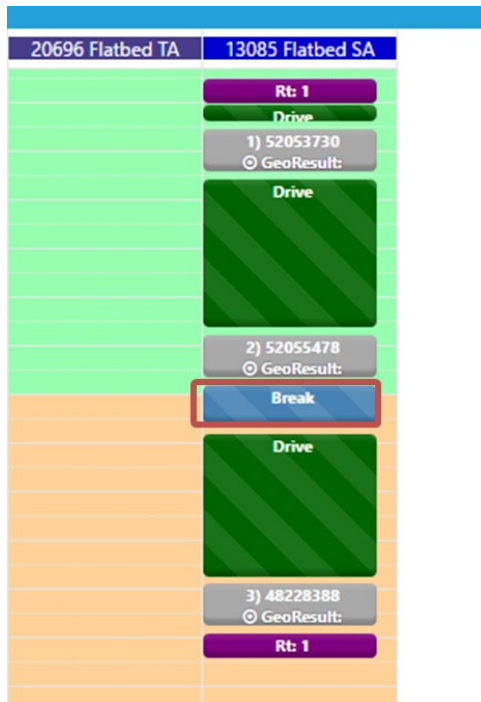 20696 Flatbed TA
13085 Flatbed SA
Rt: 1
Drive
1) 52053730
GeoResult:
Drive
2) 52055478
GeoResult:
Break
Drive
3) 48228388
GeoResult:
Rt: 1